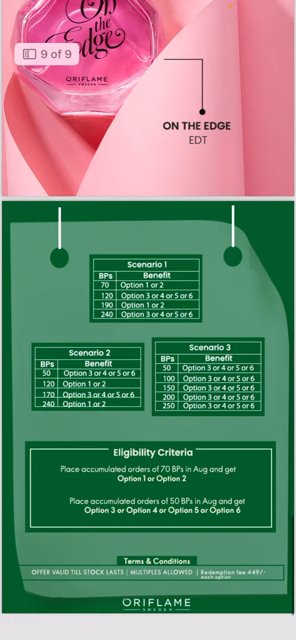 On
the
Edge
9 of 9
ORIFLAME
SWEDEN
ON THE EDGE
EDT
Scenario 1
BPs Benefit
70 Option 1 or 2
120 Option 3 or 4 or 5 or 6
190 Option 1 or 2
240 Option 3 or 4 or 5 or 6
Scenario 2
BPs Benefit
50 Option 3 or 4 or 5 or 6
120 Option 1 or 2
170 Option 3 or 4 or 5 or 6
240 Option 1 or 2
Scenario 3
BPs Benefit
50 Option 3 or 4 or 5 or 6
100 Option 3 or 4 or 5 or 6
150 Option 3 or 4 or 5 or 6
200 Option 3 or 4 or 5 or 6
250 Option 3 or 4 or 5 or 6
Eligibility Criteria
Place accumulated orders of 70 BPs in Aug and get
Option 1 or Option 2
Place accumulated orders of 50 BPs in Aug and get
Option 3 or Option 4 or Option 5 or Option 6
Terms & Conditions
OFFER VALID TILL STOCK LASTS | MULTIPLES ALLOWED | Redemption fee 449/-
each option
ORIFLAME
SWEDEN